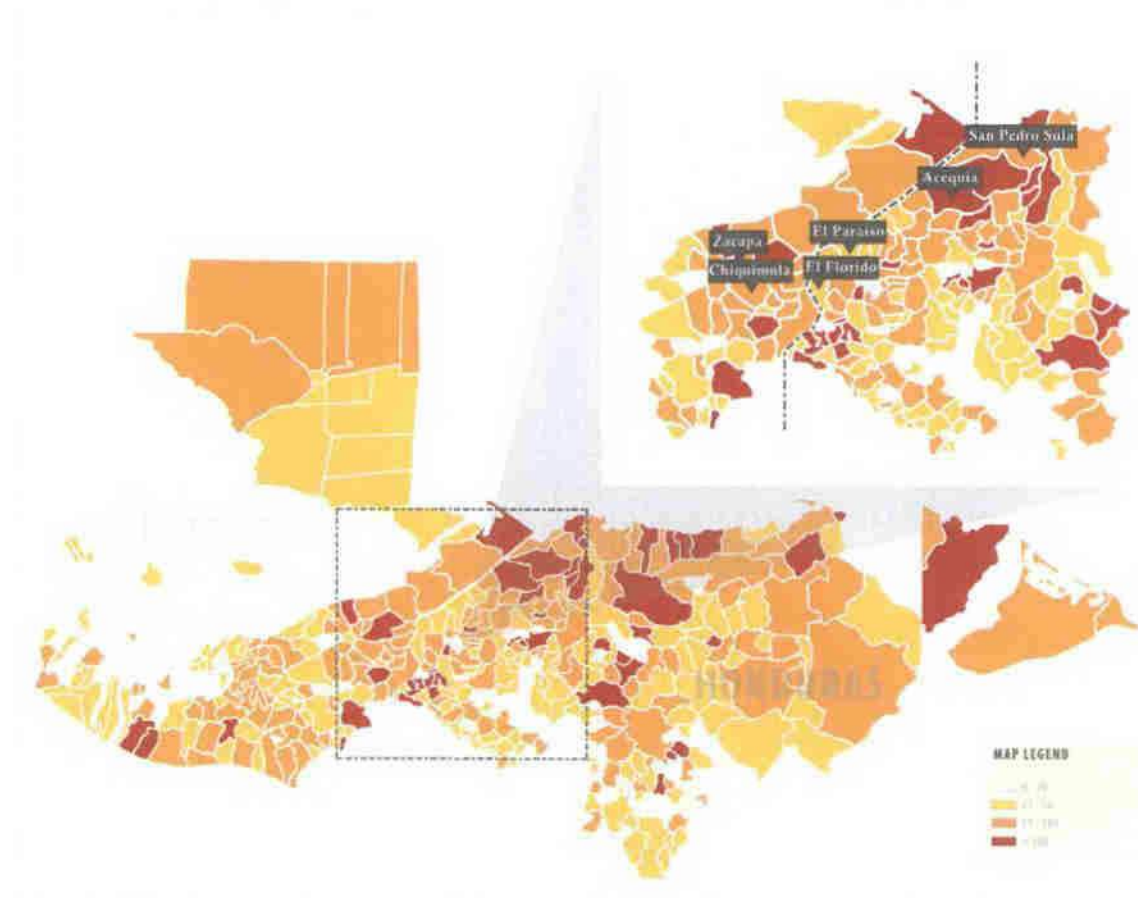 San Pedro Sula
Acequia
El Paraiso
Zacapa
Chiquimula
El Florido
HONDURAS
MAP LEGEND